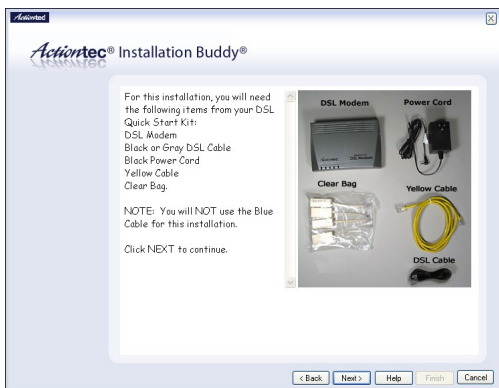 Actiontec
Actiontec® Installation Buddy®
For this installation, you will need
the following items from your DSL
Quick Start Kit:
DSL Modem
Black or Gray DSL Cable
Black Power Cord
Yellow Cable
Clear Bag.
NOTE: You will NOT use the Blue
Cable for this installation.
Click NEXT to continue.
DSL Modem
Power Cord
Actiontec
DSL Modem
Clear Bag
Yellow Cable
DSL Cable
< Back
Next >
Help
Finish
Cancel